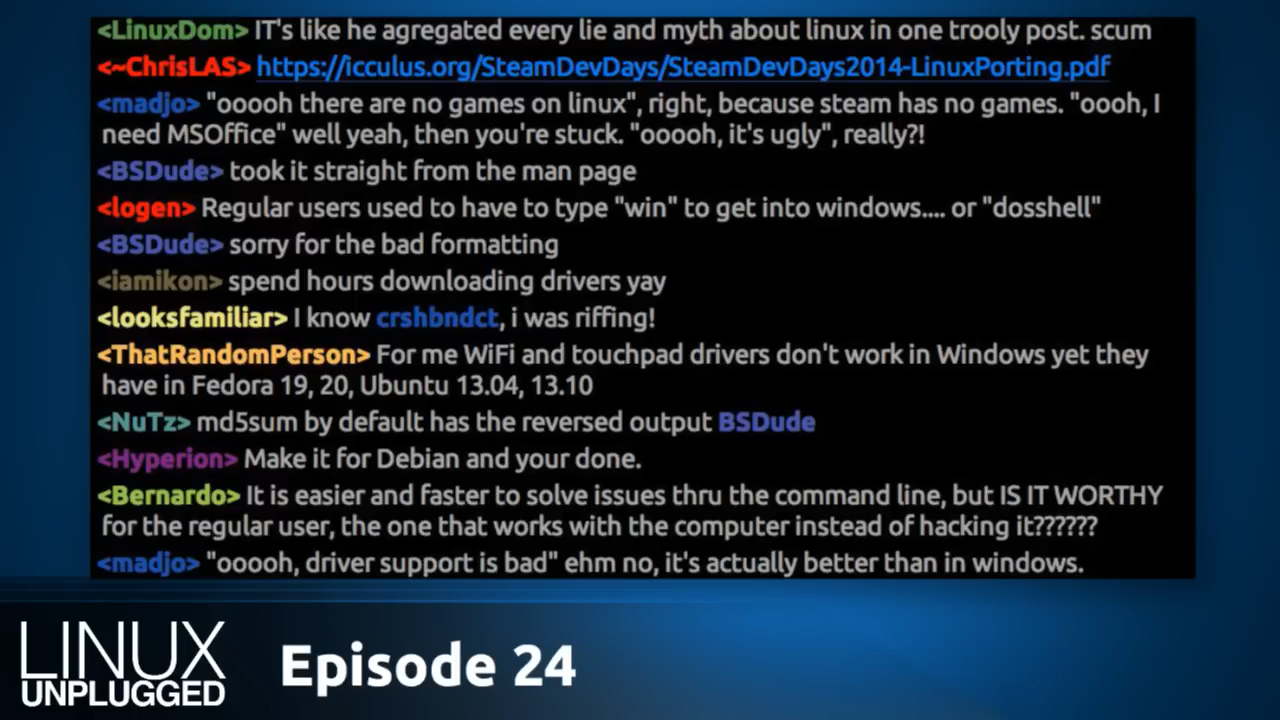 <LinuxDom> IT's like he agregated every lie and myth about linux in one trooly post. scum
<~ChrisLAS> https://icculus.org/SteamDevDays/SteamDevDays2014-LinuxPorting.pdf
<madjo> "ooooh there are no games on linux", right, because steam has no games. "oooh, I
need MSOffice" well yeah, then you're stuck. "ooooh, it's ugly", really?!
<BSDude> took it straight from the man page
<logen> Regular users used to have to type "win" to get into windows.... or "dosshell"
<BSDude> sorry for the bad formatting
<iamikon> spend hours downloading drivers yay
<looksfamiliar> I know crshbndct, i was riffing!
<ThatRandomPerson> For me WiFi and touchpad drivers don't work in Windows yet they
have in Fedora 19, 20, Ubuntu 13.04, 13.10
<NuTz> md5sum by default has the reversed output BSDude
<Hyperion> Make it for Debian and your done.
<Bernardo> It is easier and faster to solve issues thru the command line, but IS IT WORTHY
for the regular user, the one that works with the computer instead of hacking it??????
<madjo> "ooooh, driver support is bad" ehm no, it's actually better than in windows.
LINUX
UNPLUGGED
Episode 24